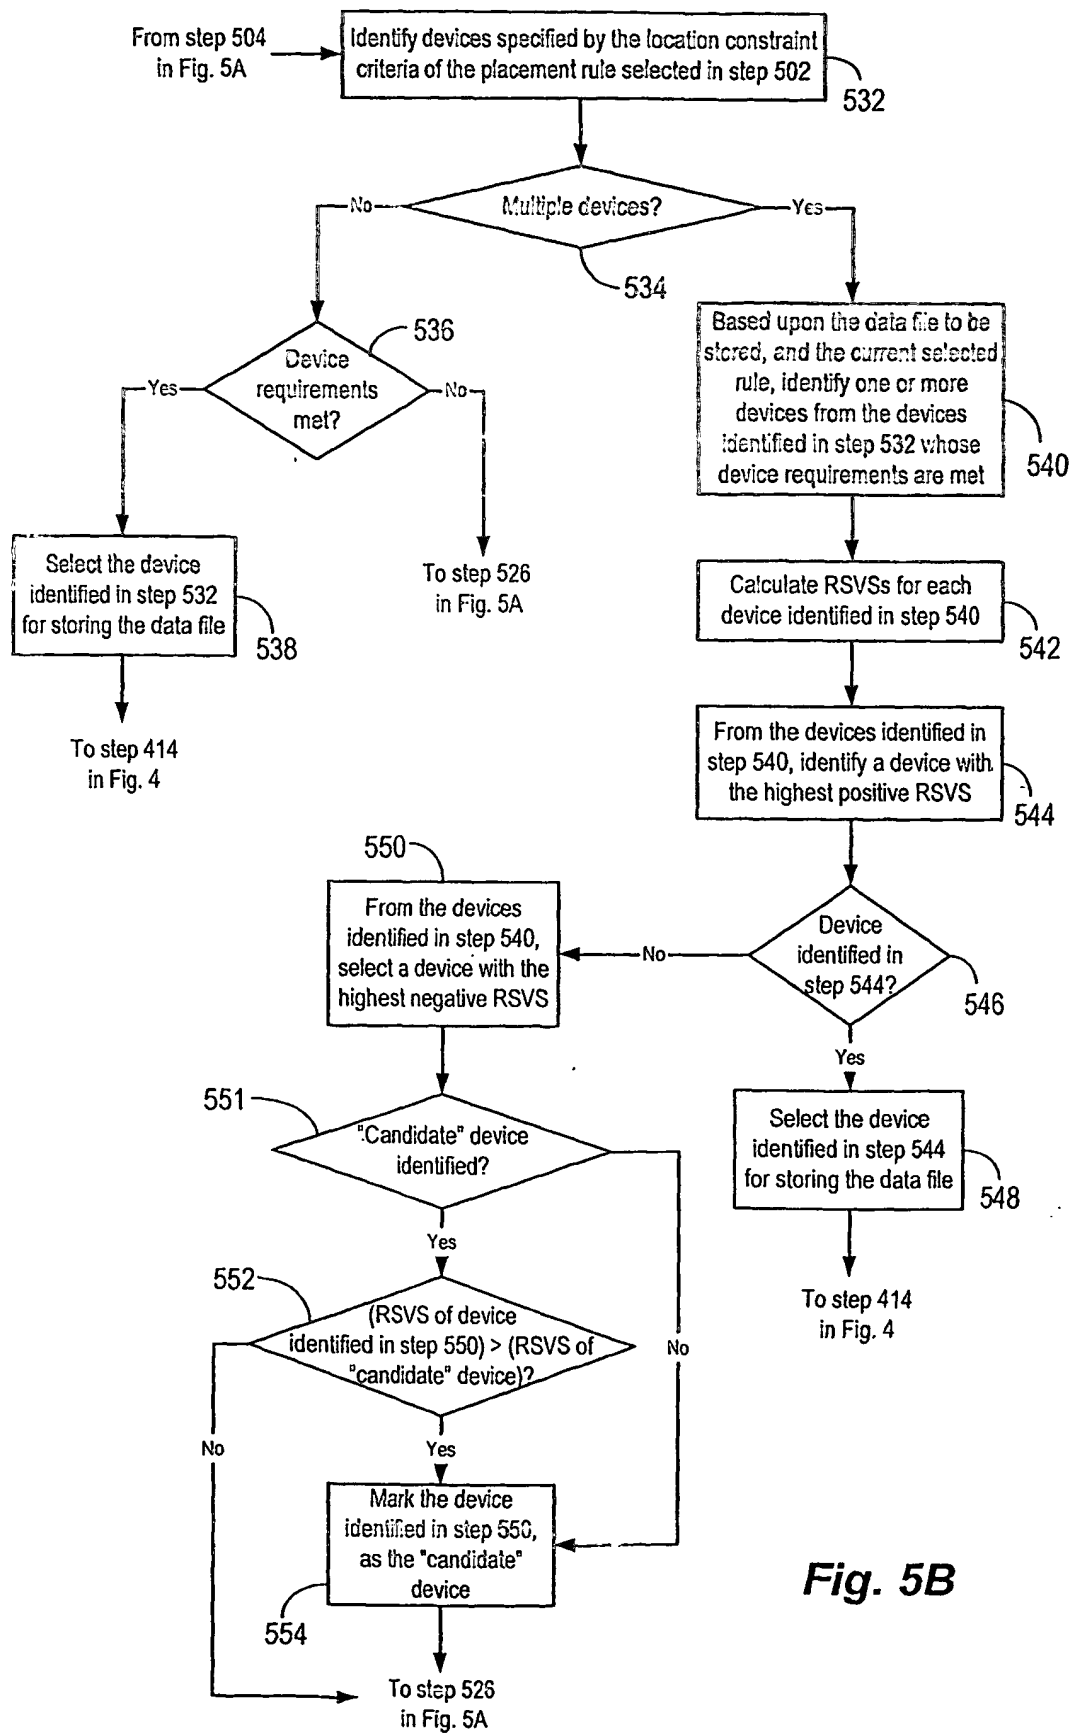 From step 504
in Fig. 5A
Identify devices specified by the location constraint
criteria of the placement rule selected in step 502
532
Multiple devices?
No
Yes
534
536
Device
requirements
met?
Yes
No
Based upon the data file to be
stored, and the current selected
rule, identify one or more
devices from the devices
identified in step 532 whose
device requirements are met
540
Select the device
identified in step 532
for storing the data file
538
To step 526
in Fig. 5A
Calculate RSVSs for each
device identified in step 540
542
To step 414
in Fig. 4
From the devices identified in
step 540, identify a device with
the highest positive RSVS
544
550
From the devices
identified in step 540,
select a device with the
highest negative RSVS
No
Device
identified in
step 544?
546
Yes
551
"Candidate" device
identified?
Select the device
identified in step 544
for storing the data file
548
Yes
552
(RSVS of device
identified in step 550) > (RSVS of
"candidate" device)?
No
To step 414
in Fig. 4
No
Yes
Mark the device
identified in step 550,
as the "candidate"
device
554
Fig. 5B
To step 526
in Fig. 5A